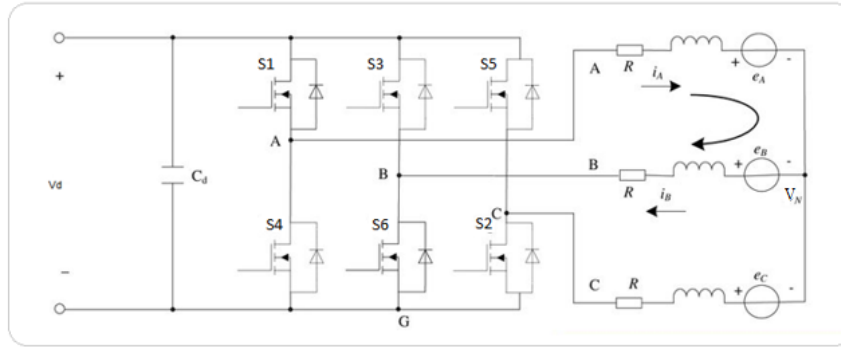 S1
S3
S5
A
R
i_A
+
e_A
-
+
A
B
C_d
Vd
B
R
i_B
+
e_B
-
V_N
C
S4
S6
S2
C
R
+
e_C
-
−
G